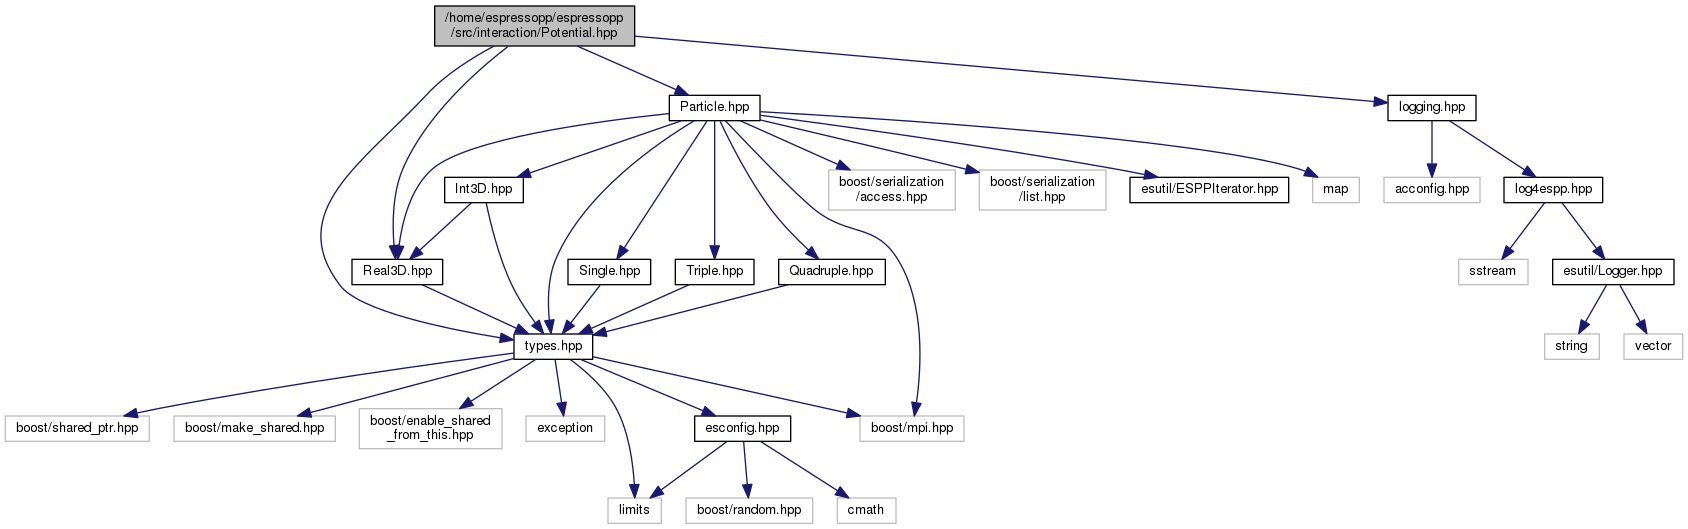 /home/espressopp/espressopp
/src/interaction/Potential.hpp
Particle.hpp
logging.hpp
Int3D.hpp
boost/serialization
/access.hpp
boost/serialization
/list.hpp
esutil/ESPPIterator.hpp
map
acconfig.hpp
log4espp.hpp
Real3D.hpp
Single.hpp
Triple.hpp
Quadruple.hpp
sstream
esutil/Logger.hpp
types.hpp
string
vector
boost/shared_ptr.hpp
boost/make_shared.hpp
boost/enable_shared
_from_this.hpp
exception
esconfig.hpp
boost/mpi.hpp
limits
boost/random.hpp
cmath